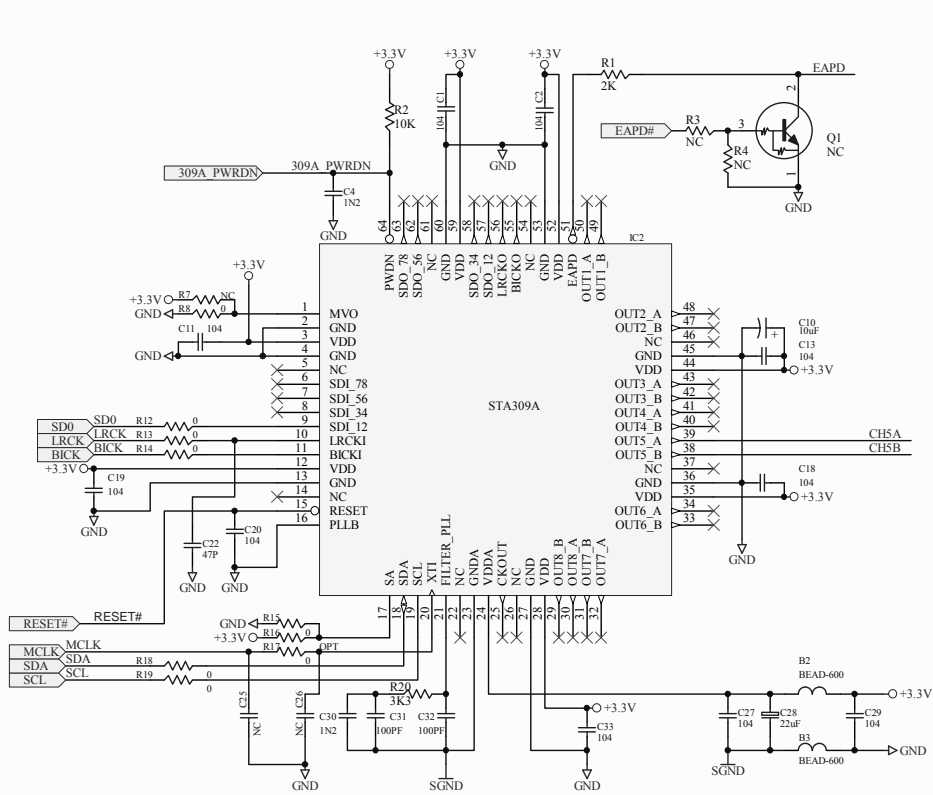 +3.3V
+3.3V
+3.3V
R1
2K
EAPD
R2
10K
C1
104
C2
104
2
EAPD#
R3
NC
3
R4
NC
Q1
NC
1
GND
GND
309A_PWRDN
309A_PWRDN
C4
1N2
GND
64
63
62
61
60
59
58
57
56
55
54
53
52
51
50
49
IC2
PWDN
SDO_78
SDO_56
NC
GND
VDD
SDO_34
SDO_12
LRCKO
BICKO
NC
GND
VDD
EAPD
OUT1_A
OUT1_B
+3.3V
+3.3V
R7
NC
GND
R8
0
C11
104
GND
1 MVO
2 GND
3 VDD
4 GND
5 NC
6 SDI_78
7 SDI_56
8 SDI_34
9 SDI_12
10 LRCKI
11 BICKI
12 VDD
13 GND
14 NC
15 RESET
16 PLLB
STA309A
OUT2_A 48
OUT2_B 47
NC 46
GND 45
VDD 44
OUT3_A 43
OUT3_B 42
OUT4_A 41
OUT4_B 40
OUT5_A 39
OUT5_B 38
NC 37
GND 36
VDD 35
OUT6_A 34
OUT6_B 33
C10
10uF
+
C13
104
+3.3V
CH5A
CH5B
C18
104
+3.3V
GND
SD0
SD0
R12
0
LRCK
LRCK
R13
0
BICK
BICK
R14
0
+3.3V
C19
104
GND
C22
47P
GND
C20
104
GND
SA
SDA
SCL
XTI
FILTER_PLL
NC
GNDA
VDDA
CKOUT
NC
GND
VDD
OUT8_B
OUT8_A
OUT7_B
OUT7_A
17
18
19
20
21
22
23
24
25
26
27
28
29
30
31
32
RESET#
RESET#
GND
R15
+3.3V
R16
0
MCLK
MCLK
R17
OPT
0
SDA
SDA
R18
0
SCL
SCL
R19
0
C25
NC
C26
NC
GND
R20
3K3
C30
1N2
C31
100PF
C32
100PF
SGND
+3.3V
C33
104
GND
B2
BEAD-600
+3.3V
C27
104
C28
22uF
C29
104
B3
BEAD-600
GND
SGND